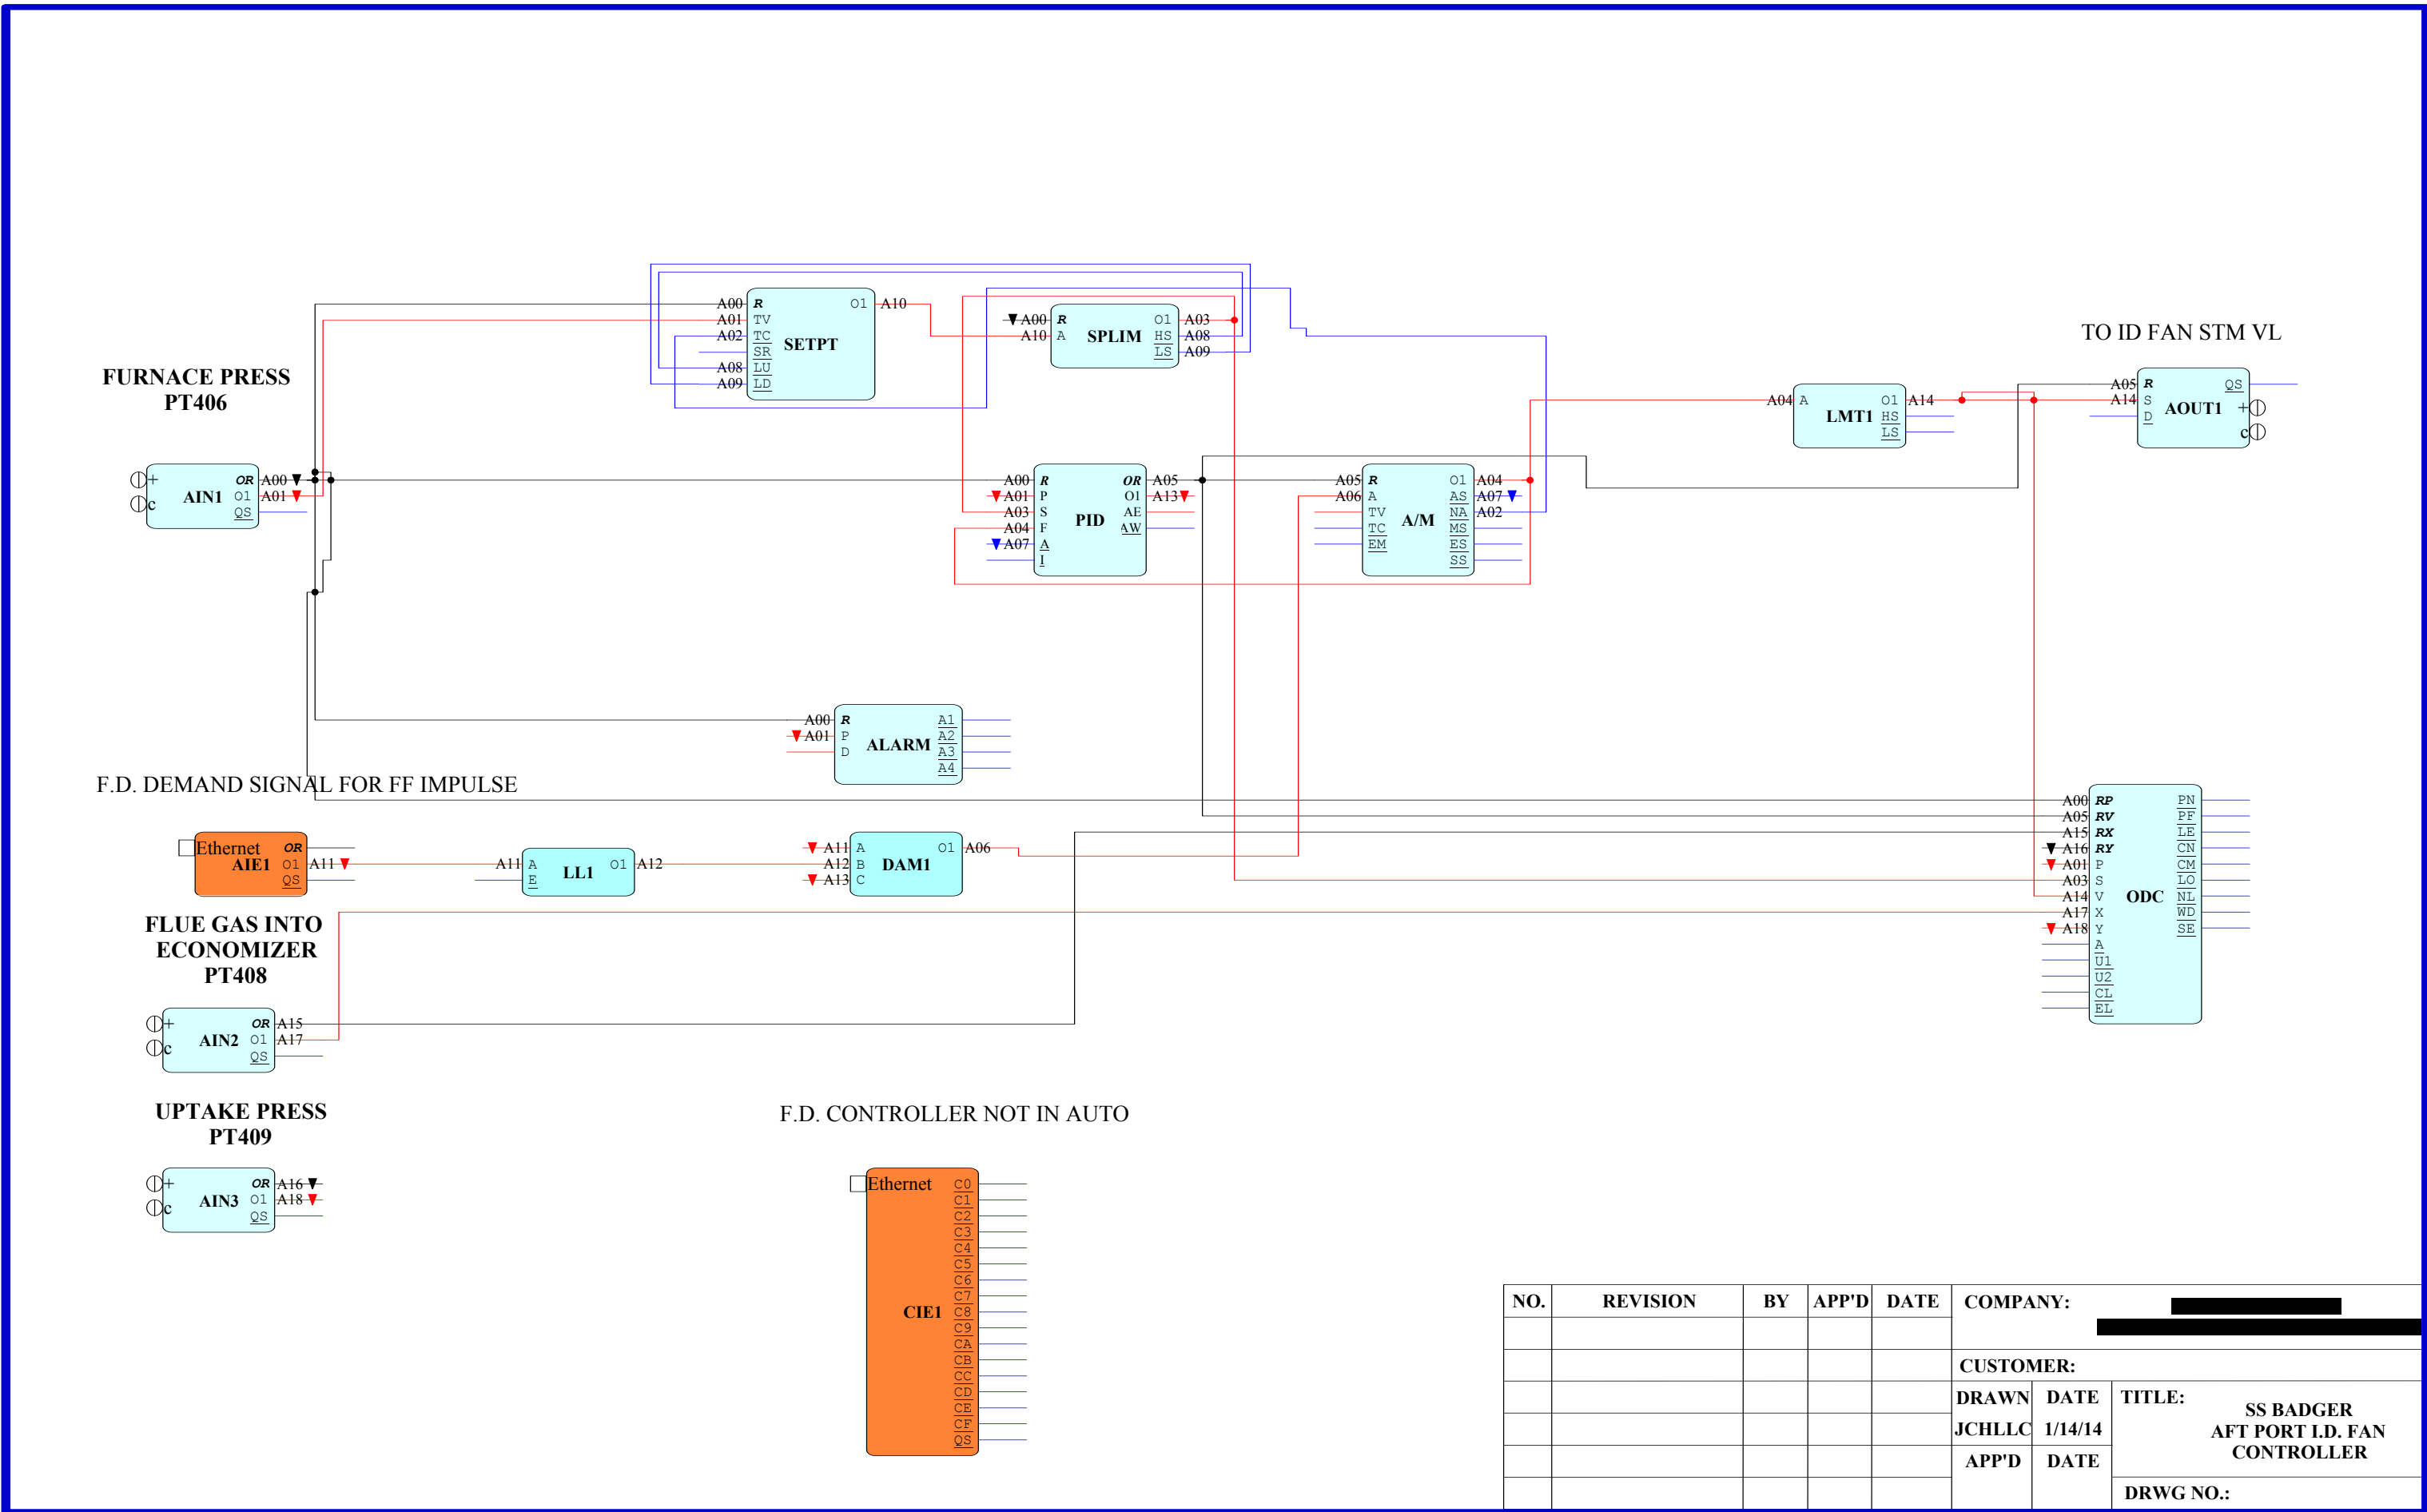 A00 R O1 A10
A01 TV
A02 TC
SR
A08 LU
A09 LD
SETPT
A00 R O1 A03
A10 A HS A08
LS A09
SPLIM
TO ID FAN STM VL
FURNACE PRESS
PT406
A05 R QS
A14 S
D
AOUT1 +
c
A04 A O1 A14
HS
LS
LMT1
+ OR A00
c O1 A01
QS
AIN1
A00 R OR A05
A01 P O1 A13
A03 S AE
A04 F AW
A07 A
I
PID
A05 R O1 A04
A06 A AS A07
TV NA A02
TC MS
EM ES
SS
A/M
A00 R A1
A01 P A2
D A3
A4
ALARM
F.D. DEMAND SIGNAL FOR FF IMPULSE
Ethernet OR
AIE1 O1 A11
QS
A11 A O1 A12
E
LL1
A11 A O1 A06
A12 B
A13 C
DAM1
A00 RP PN
A05 RV PF
A15 RX LE
A16 RY CN
A01 P CM
A03 S LO
A14 V NL
A17 X WD
A18 Y SE
A
U1
U2
CL
EL
ODC
FLUE GAS INTO
ECONOMIZER
PT408
+ OR A15
c O1 A17
QS
AIN2
UPTAKE PRESS
PT409
+ OR A16
c O1 A18
QS
AIN3
F.D. CONTROLLER NOT IN AUTO
Ethernet C0
C1
C2
C3
C4
C5
C6
C7
CIE1 C8
C9
CA
CB
CC
CD
CE
CF
QS
NO. REVISION BY APP'D DATE COMPANY:
CUSTOMER:
DRAWN DATE TITLE:
JCHLLC 1/14/14
SS BADGER
AFT PORT I.D. FAN
CONTROLLER
APP'D DATE
DRWG NO.: